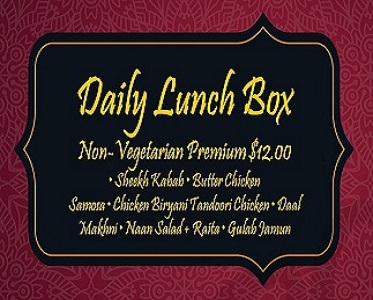 Daily Lunch Box
Non-Vegetarian Premium $12.00
• Sheekh Kabab • Butter Chicken
Samosa • Chicken Biryani Tandoori Chicken • Daal
Makhni • Naan Salad + Raita • Gulab Jamun